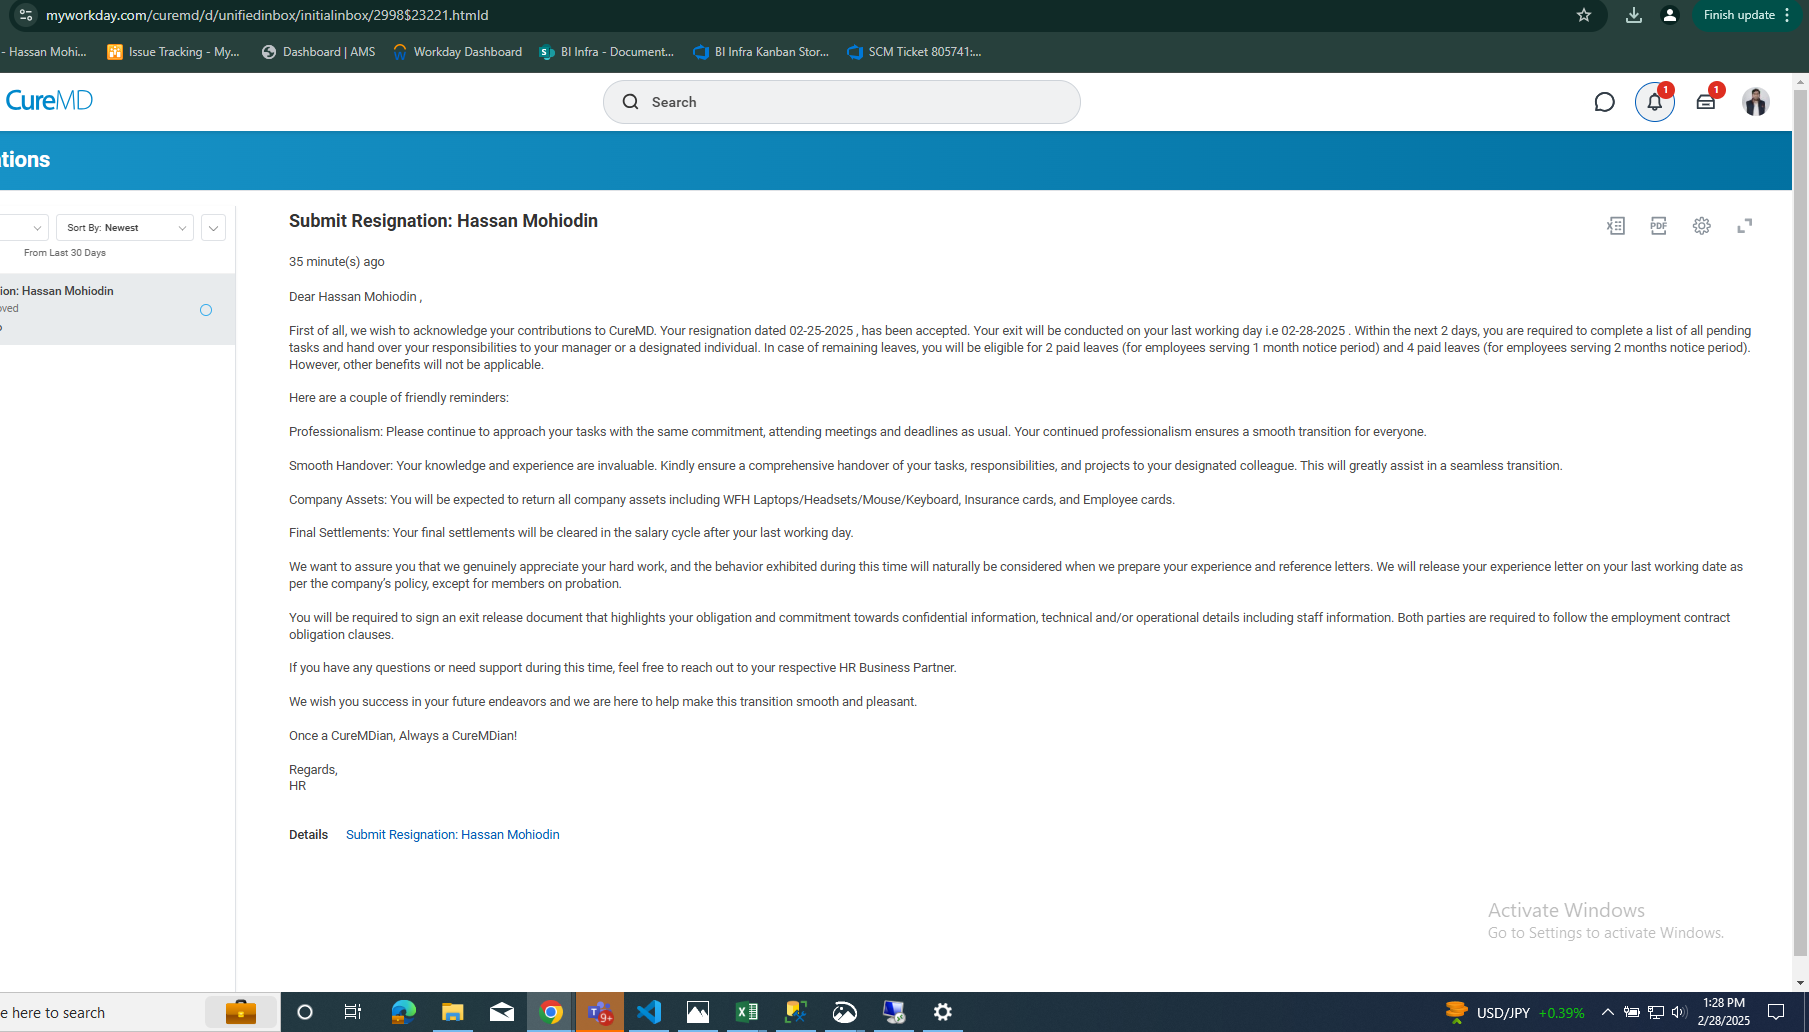 myworkday.com/curemd/d/unifiedinbox/initialinbox/2998$23221.htmld
Finish update
- Hassan Mohi... Issue Tracking - My... Dashboard | AMS Workday Dashboard BI Infra - Document... BI Infra Kanban Stor... SCM Ticket 805741:...
CureMD
Search
1
1
tions
Sort By: Newest
From Last 30 Days
ion: Hassan Mohiodin
oved
Submit Resignation: Hassan Mohiodin
PDF
35 minute(s) ago
Dear Hassan Mohiodin ,
First of all, we wish to acknowledge your contributions to CureMD. Your resignation dated 02-25-2025 , has been accepted. Your exit will be conducted on your last working day i.e 02-28-2025 . Within the next 2 days, you are required to complete a list of all pending
tasks and hand over your responsibilities to your manager or a designated individual. In case of remaining leaves, you will be eligible for 2 paid leaves (for employees serving 1 month notice period) and 4 paid leaves (for employees serving 2 months notice period).
However, other benefits will not be applicable.
Here are a couple of friendly reminders:
Professionalism: Please continue to approach your tasks with the same commitment, attending meetings and deadlines as usual. Your continued professionalism ensures a smooth transition for everyone.
Smooth Handover: Your knowledge and experience are invaluable. Kindly ensure a comprehensive handover of your tasks, responsibilities, and projects to your designated colleague. This will greatly assist in a seamless transition.
Company Assets: You will be expected to return all company assets including WFH Laptops/Headsets/Mouse/Keyboard, Insurance cards, and Employee cards.
Final Settlements: Your final settlements will be cleared in the salary cycle after your last working day.
We want to assure you that we genuinely appreciate your hard work, and the behavior exhibited during this time will naturally be considered when we prepare your experience and reference letters. We will release your experience letter on your last working date as
per the company's policy, except for members on probation.
You will be required to sign an exit release document that highlights your obligation and commitment towards confidential information, technical and/or operational details including staff information. Both parties are required to follow the employment contract
obligation clauses.
If you have any questions or need support during this time, feel free to reach out to your respective HR Business Partner.
We wish you success in your future endeavors and we are here to help make this transition smooth and pleasant.
Once a CureMDian, Always a CureMDian!
Regards,
HR
Details Submit Resignation: Hassan Mohiodin
Activate Windows
Go to Settings to activate Windows.
e here to search
9+
USD/JPY +0.39%
1:28 PM
2/28/2025